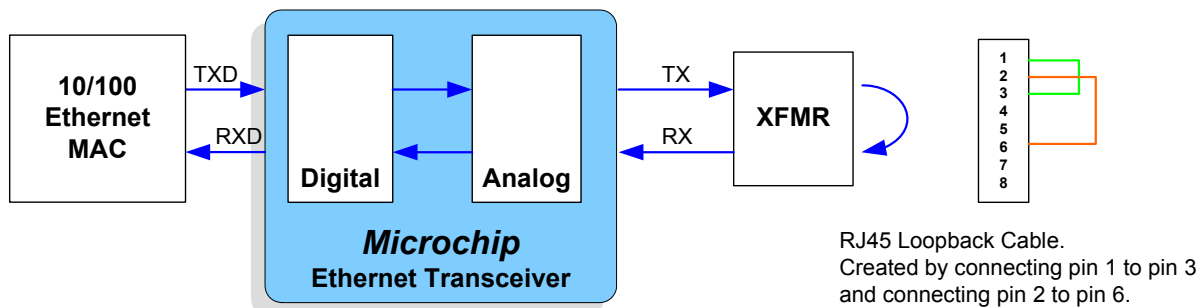 10/100
Ethernet
MAC
TXD
RXD
Digital
Analog
Microchip
Ethernet Transceiver
TX
RX
XFMR
1
2
3
4
5
6
7
8
RJ45 Loopback Cable.
Created by connecting pin 1 to pin 3
and connecting pin 2 to pin 6.